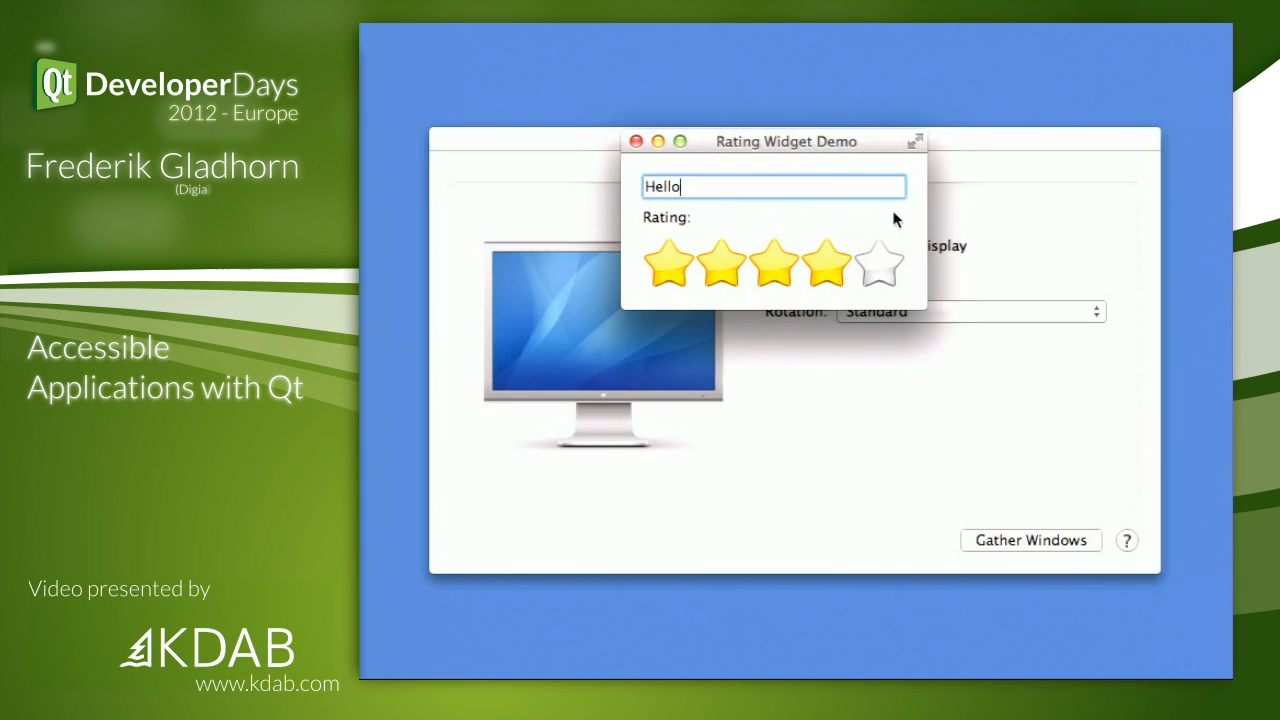 Qt DeveloperDays
2012 - Europe
Frederik Gladhorn
(Digia
Accessible
Applications with Qt
Video presented by
KDAB
www.kdab.com
Rating Widget Demo
Hello
Rating:
isplay
Rotation: Standard
Gather Windows
?